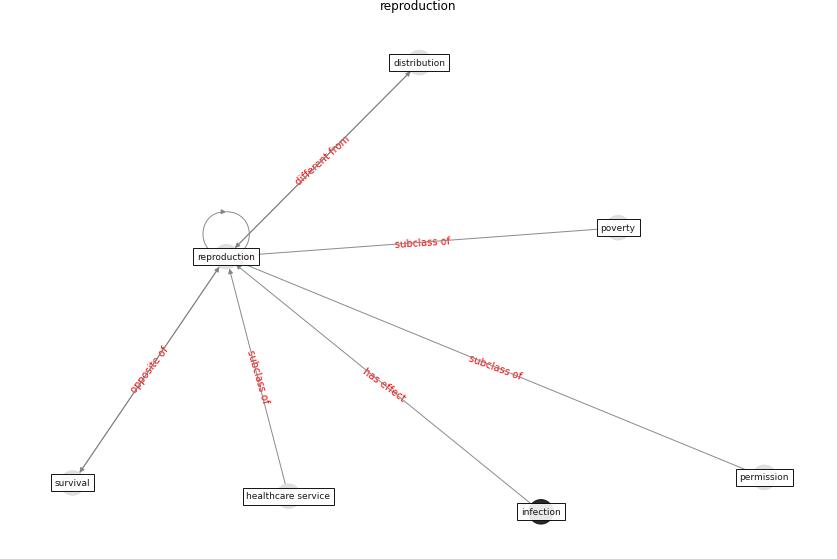 reproduction
distribution
different from
poverty
subclass of
reproduction
opposite of
subclass of
has effect
subclass of
survival
healthcare service
infection
permission